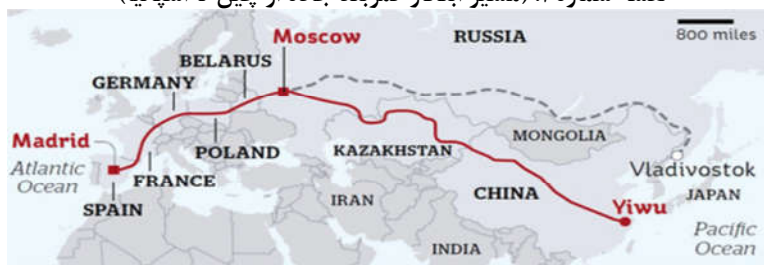 Moscow
RUSSIA
800 miles
BELARUS
GERMANY
Madrid
MONGOLIA
Atlantic
Ocean
POLAND
KAZAKHSTAN
Vladivostok
FRANCE
CHINA
JAPAN
SPAIN
IRAN
Yiwu
INDIA
Pacific
Ocean